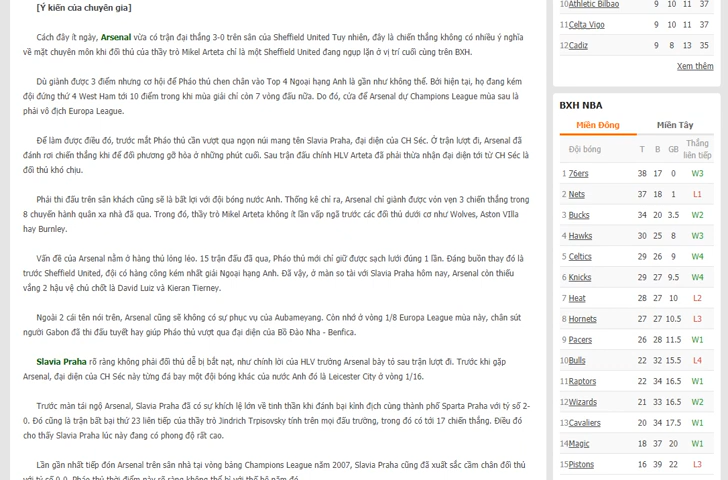 [Ý kiến của chuyên gia]
Cách đây ít ngày, Arsenal vừa có trận đại thắng 3-0 trên sân của Sheffield United Tuy nhiên, đây là chiến thắng không có nhiều ý nghĩa
về mặt chuyên môn khi đối thủ của thầy trò Mikel Arteta chỉ là một Sheffield United đang ngụp lặn ở vị trí cuối cùng trên BXH.
Dù giành được 3 điểm nhưng cơ hội để Pháo thủ chen chân vào Top 4 Ngoại hạng Anh là gần như không thể. Bởi hiện tại, họ đang kém
đội đứng thứ 4 West Ham tới 10 điểm trong khi mùa giải chỉ còn 7 vòng đấu nữa. Do đó, cửa để Arsenal dự Champions League mùa sau là
phải vô địch Europa League.
Để làm được điều đó, trước mắt Pháo thủ cần vượt qua ngọn núi mang tên Slavia Praha, đại diện của CH Séc. Ở trận lượt đi, Arsenal đã
đánh rơi chiến thắng khi để đối phương gỡ hòa ở những phút cuối. Sau trận đấu chính HLV Arteta đã phải thừa nhận đại diện tới từ CH Séc là
đối thủ khó chịu.
Phải thi đấu trên sân khách cũng sẽ là bất lợi với đội bóng nước Anh. Thống kê chỉ ra, Arsenal chỉ giành được vỏn vẹn 3 chiến thắng trong
8 chuyến hành quân xa nhà đã qua. Trong đó, thầy trò Mikel Arteta không ít lần vấp ngã trước các đối thủ dưới cơ như Wolves, Aston VIlla
hay Burnley.
Vấn đề của Arsenal nằm ở hàng thủ lỏng lẻo. 15 trận đấu đã qua, Pháo thủ mới chỉ giữ được sạch lưới đúng 1 lần. Đáng buồn thay đó là
trước Sheffield United, đội có hàng công kém nhất giải Ngoại hạng Anh. Đã vậy, ở màn so tài với Slavia Praha hôm nay, Arsenal còn thiếu
vắng 2 hậu vệ chủ chốt là David Luiz và Kieran Tierney.
Ngoài 2 cái tên nói trên, Arsenal cũng sẽ không có sự phục vụ của Aubameyang. Còn nhớ ở vòng 1/8 Europa League mùa này, chân sút
người Gabon đã thi đấu tuyết hay giúp Pháo thủ vượt qua đại diện của Bồ Đào Nha - Benfica.
Slavia Praha rõ ràng không phải đối thủ dễ bị bắt nạt, như chính lời của HLV trưởng Arsenal bày tỏ sau trận lượt đi. Trước khi gặp
Arsenal, đại diện của CH Séc này từng đá bay một đội bóng khác của nước Anh đó là Leicester City ở vòng 1/16.
Trước màn tái ngộ Arsenal, Slavia Praha đã có sự khích lệ lớn về tinh thần khi đánh bại kình địch cùng thành phố Sparta Praha với tỷ số 2-
0. Đó cũng là trận bất bại thứ 23 liên tiếp của thầy trò Jindrich Trpisovsky tính trên mọi đấu trường, trong đó có tới 17 chiến thắng. Điều đó
cho thấy Slavia Praha lúc này đang có phong độ rất cao.
Lần gần nhất tiếp đón Arsenal trên sân nhà tại vòng bảng Champions League năm 2007, Slavia Praha cũng đã xuất sắc cầm chân đối thủ
với tỷ số 0-0. Pháo thủ thời điểm này rõ ràng không thể bì với thế hệ năm đó.
10 Athletic Bilbao 9 10 11 37
11 Celta Vigo 9 10 11 37
12 Cadiz 9 8 13 35
Xem thêm
BXH NBA
Miền Đông Miền Tây
Đội bóng T B GB Thắng liên tiếp
1 76ers 38 17 0 W3
2 Nets 37 18 1 L1
3 Bucks 34 20 3.5 W2
4 Hawks 30 25 8 W3
5 Celtics 29 26 9 W4
6 Knicks 29 27 9.5 W4
7 Heat 28 27 10 L2
8 Hornets 27 27 10.5 L3
9 Pacers 26 28 11.5 W1
10 Bulls 22 32 15.5 L4
11 Raptors 22 34 16.5 W1
12 Wizards 21 33 16.5 W2
13 Cavaliers 20 34 17.5 W1
14 Magic 18 37 20 W1
15 Pistons 16 39 22 L3